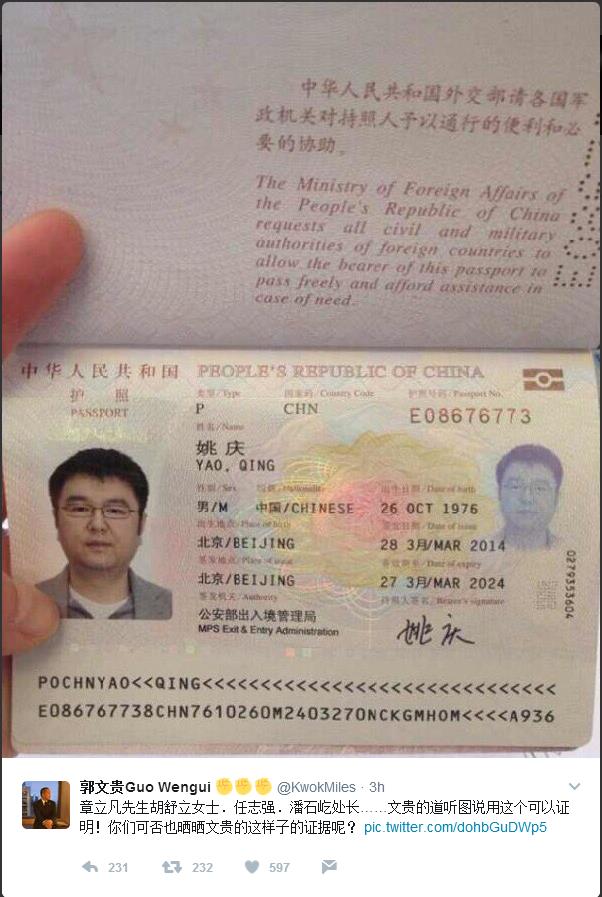 中华人民共和国外交部请各国军
政机关对持照人予以通行的便利和必
要的协助。
The Ministry of Foreign Affairs of
the People's Republic of China
requests all civil and military
authorities of foreign countries to
allow the bearer of this passport to
pass freely and afford assistance in
case of need.
中华人民共和国 PEOPLE'S REPUBLIC OF CHINA
护 照
PASSPORT
类型/Type 国家码/Country Code 护照号码/Passport No.
P CHN E08676773
姓名/Name
姚庆
YAO, QING
性别/Sex 国籍/Nationality 出生日期/Date of birth
男/M 中国/CHINESE 26 OCT 1976
出生地点/Place of birth 签发日期/Date of issue
北京/BEIJING 28 3月/MAR 2014
签发地点/Place of issue 有效期至/Date of expiry
北京/BEIJING 27 3月/MAR 2024
签发机关/Authority 持照人签名/Bearer's signature
公安部出入境管理局
MPS Exit & Entry Administration
姚庆
0279353604
POCHNYAO<<QING<<<<<<<<<<<<<<<<<<<<<<<<<<<<<<
E086767738CHN7610260M2403270NCKGMHOM<<<<A936
郭文贵Guo Wengui @KwokMiles · 3h
章立凡先生胡舒立女士．任志强．潘石屹处长……文贵的道听图说用这个可以证
明！你们可否也晒晒文贵的这样子的证据呢？ pic.twitter.com/dohbGuDWp5
231 232 597